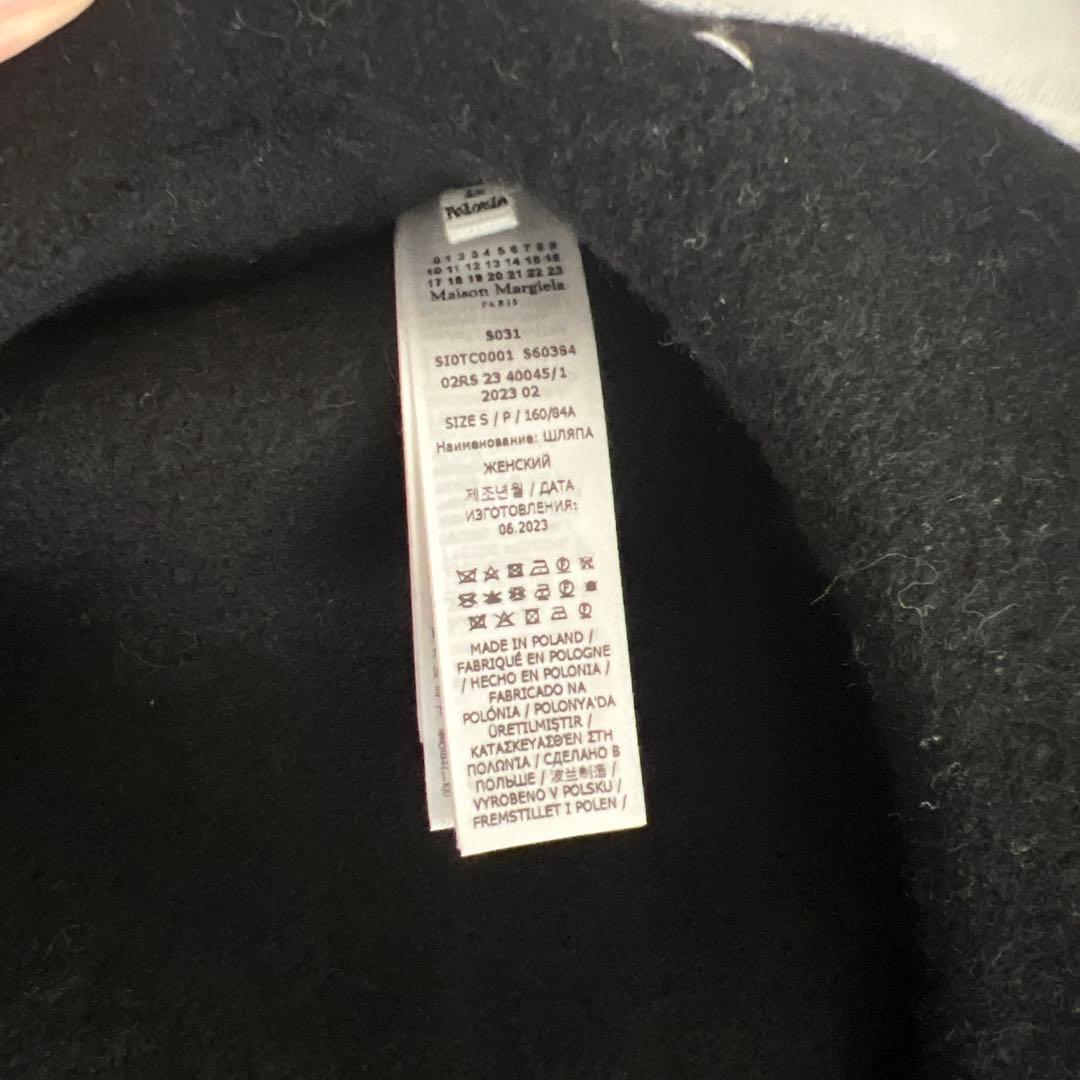 Polonia
0 1 2 3 4 5 6 7 8 9
10 11 12 13 14 15 16
17 18 19 20 21 22 23
Maison Margiela
PARIS
S031
SI0TC0001 S60384
02RS 23 40045/1
2023 02
SIZE S / P / 160/84A
Наименование: ШЛЯПА
ЖЕНСКИЙ
제조년월 / ДАТА
ИЗГОТОВЛЕНИЯ:
06.2023
MADE IN POLAND /
FABRIQUÉ EN POLOGNE
/ HECHO EN POLONIA /
FABRICADO NA
POLÓNIA / POLONYA'DA
ÜRETILMIŞTIR /
ΚΑΤΑΣΚΕΥΑΣΘΈΝ ΣΤΗ
ΠΟΛΩΝΊΑ / СДЕЛАНО В
ПОЛЬШЕ / 波兰制造 /
VYROBENO V POLSKU /
FREMSTILLET I POLEN /